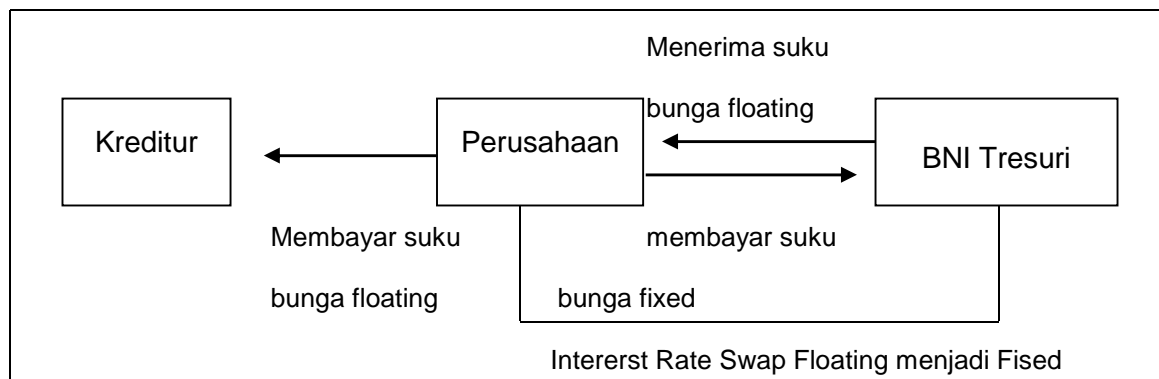 Menerima suku
bunga floating
Kreditur
Perusahaan
BNI Tresuri
Membayar suku
bunga floating
membayar suku
bunga fixed
Intererst Rate Swap Floating menjadi Fised